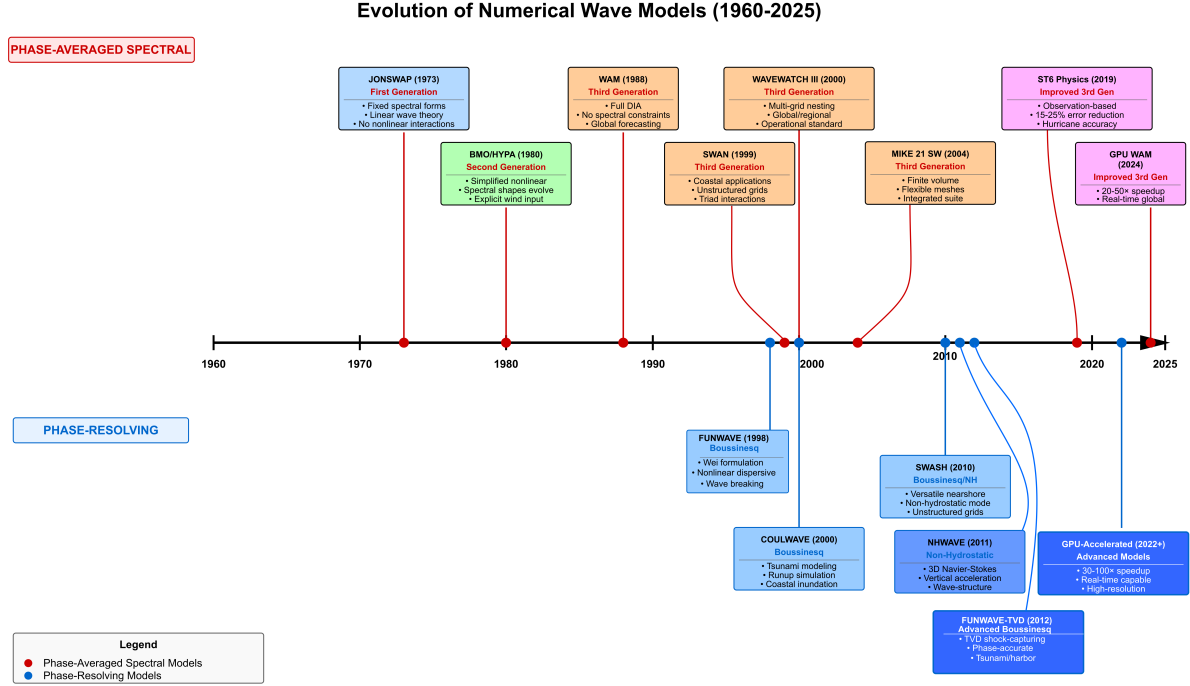 Evolution of Numerical Wave Models (1960-2025)
PHASE-AVERAGED SPECTRAL
JONSWAP (1973)
First Generation
• Fixed spectral forms
• Linear wave theory
• No nonlinear interactions
WAM (1988)
Third Generation
• Full DIA
• No spectral constraints
• Global forecasting
WAVEWATCH III (2000)
Third Generation
• Multi-grid nesting
• Global/regional
• Operational standard
ST6 Physics (2019)
Improved 3rd Gen
• Observation-based
• 15-25% error reduction
• Hurricane accuracy
BMO/HYPA (1980)
Second Generation
• Simplified nonlinear
• Spectral shapes evolve
• Explicit wind input
SWAN (1999)
Third Generation
• Coastal applications
• Unstructured grids
• Triad interactions
MIKE 21 SW (2004)
Third Generation
• Finite volume
• Flexible meshes
• Integrated suite
GPU WAM
(2024)
Improved 3rd Gen
• 20-50× speedup
• Real-time global
1960
1970
1980
1990
2000
2010
2020
2025
PHASE-RESOLVING
FUNWAVE (1998)
Boussinesq
• Wei formulation
• Nonlinear dispersive
• Wave breaking
SWASH (2010)
Boussinesq/NH
• Versatile nearshore
• Non-hydrostatic mode
• Unstructured grids
COULWAVE (2000)
Boussinesq
• Tsunami modeling
• Runup simulation
• Coastal inundation
NHWAVE (2011)
Non-Hydrostatic
• 3D Navier-Stokes
• Vertical acceleration
• Wave-structure
GPU-Accelerated (2022+)
Advanced Models
• 30-100× speedup
• Real-time capable
• High-resolution
FUNWAVE-TVD (2012)
Advanced Boussinesq
• TVD shock-capturing
• Phase-accurate
• Tsunami/harbor
Legend
Phase-Averaged Spectral Models
Phase-Resolving Models